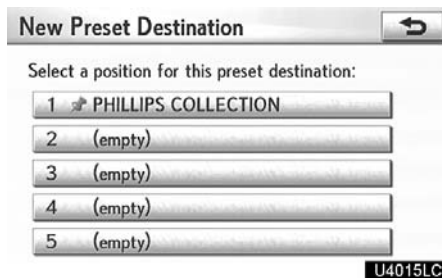 New Preset Destination
Select a position for this preset destination:
1 PHILLIPS COLLECTION
2 (empty)
3 (empty)
4 (empty)
5 (empty)
U4015LC